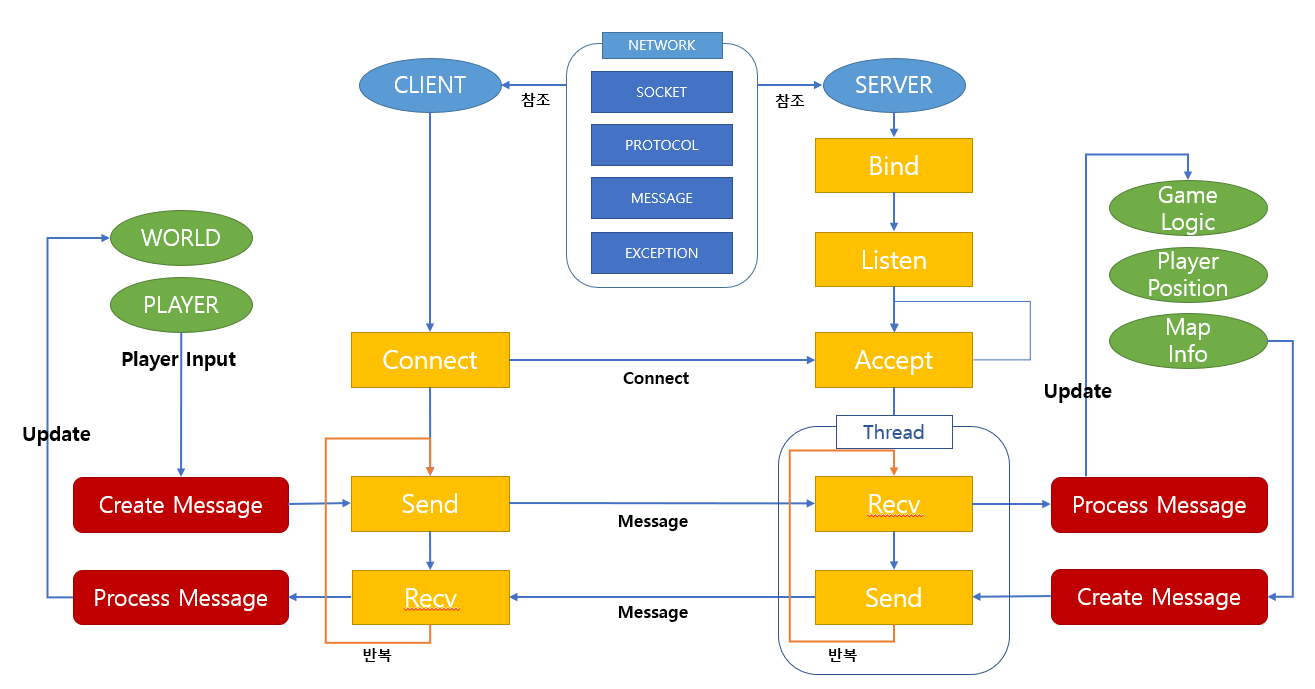 NETWORK
CLIENT
참조
SOCKET
PROTOCOL
MESSAGE
EXCEPTION
참조
SERVER
Bind
Listen
Accept
WORLD
PLAYER
Player Input
Update
Connect
Connect
Game
Logic
Player
Position
Map
Info
Update
Thread
Create Message
Send
Message
Recv
Process Message
Process Message
Recv
Message
Send
Create Message
반복
반복